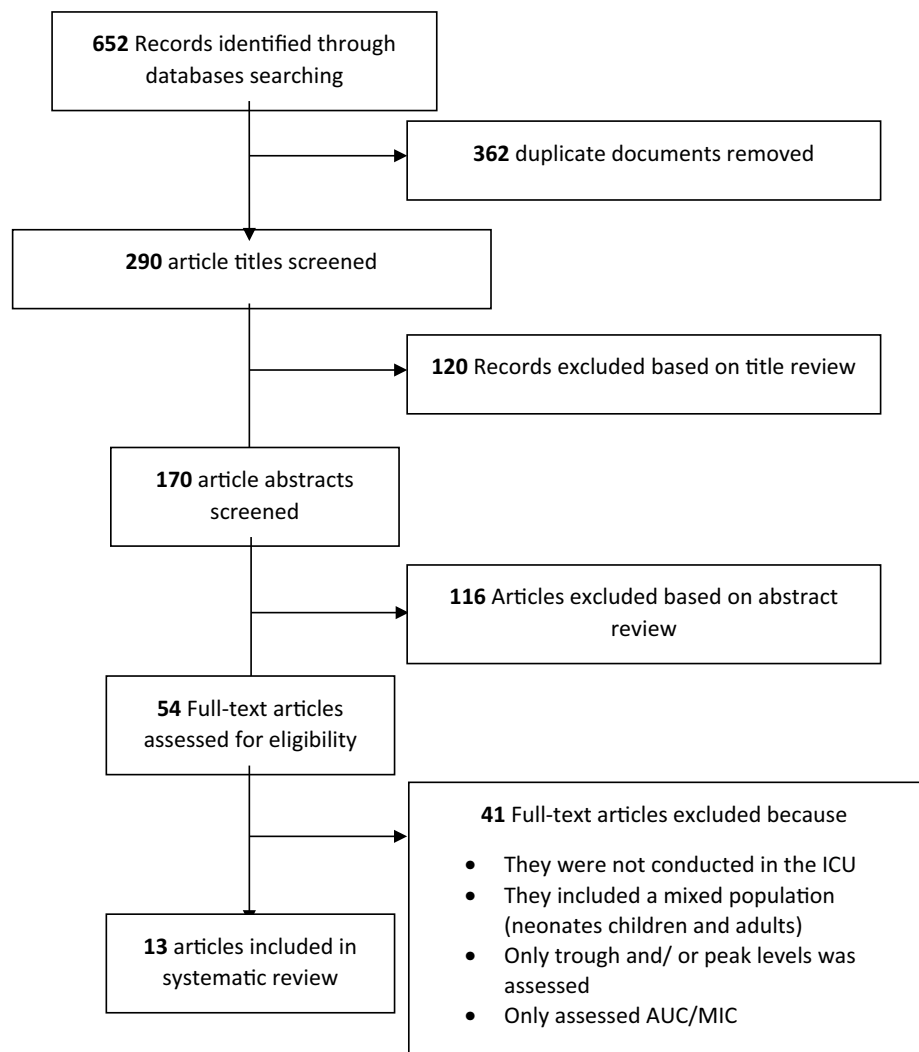 652 Records identified through
databases searching
362 duplicate documents removed
290 article titles screened
120 Records excluded based on title review
170 article abstracts
screened
116 Articles excluded based on abstract
review
54 Full-text articles
assessed for eligibility
41 Full-text articles excluded because
• They were not conducted in the ICU
• They included a mixed population
(neonates children and adults)
• Only trough and/ or peak levels was
assessed
• Only assessed AUC/MIC
13 articles included in
systematic review